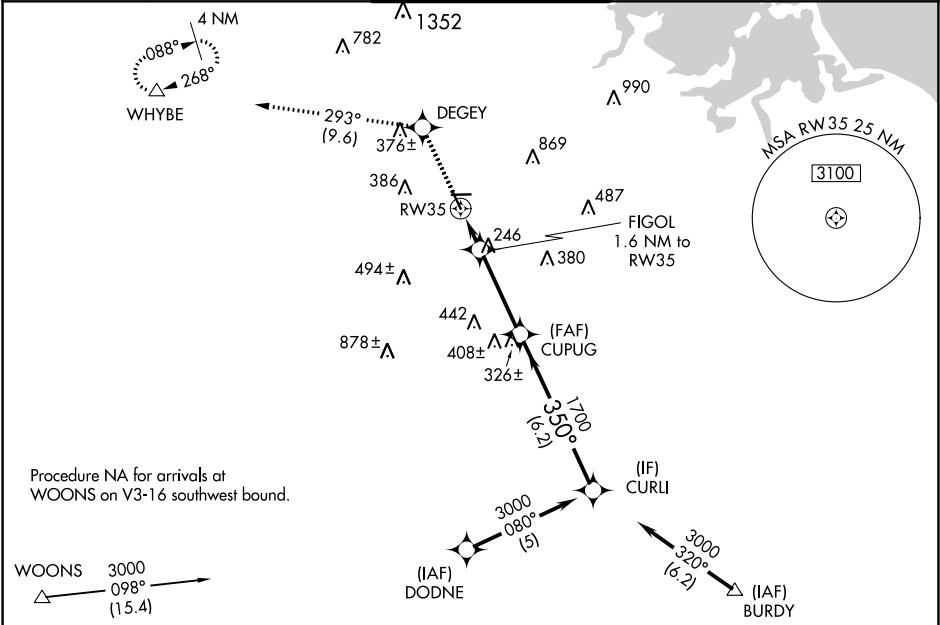 1352
4 NM
782
088°
268°
WHYBE
990
DEGEY
293°
(9.6)
376±
869
MSA RW35 25 NM
3100
386
RW35
487
FIGOL
1.6 NM to
RW35
246
380
494±
442
(FAF)
CUPUG
878±
408±
326±
1700
350°
(6.2)
Procedure NA for arrivals at
WOONS on V3-16 southwest bound.
(IF)
CURLI
3000
080°
(5)
3000
320°
(6.2)
(IAF)
DODNE
(IAF)
BURDY
WOONS
3000
098°
(15.4)